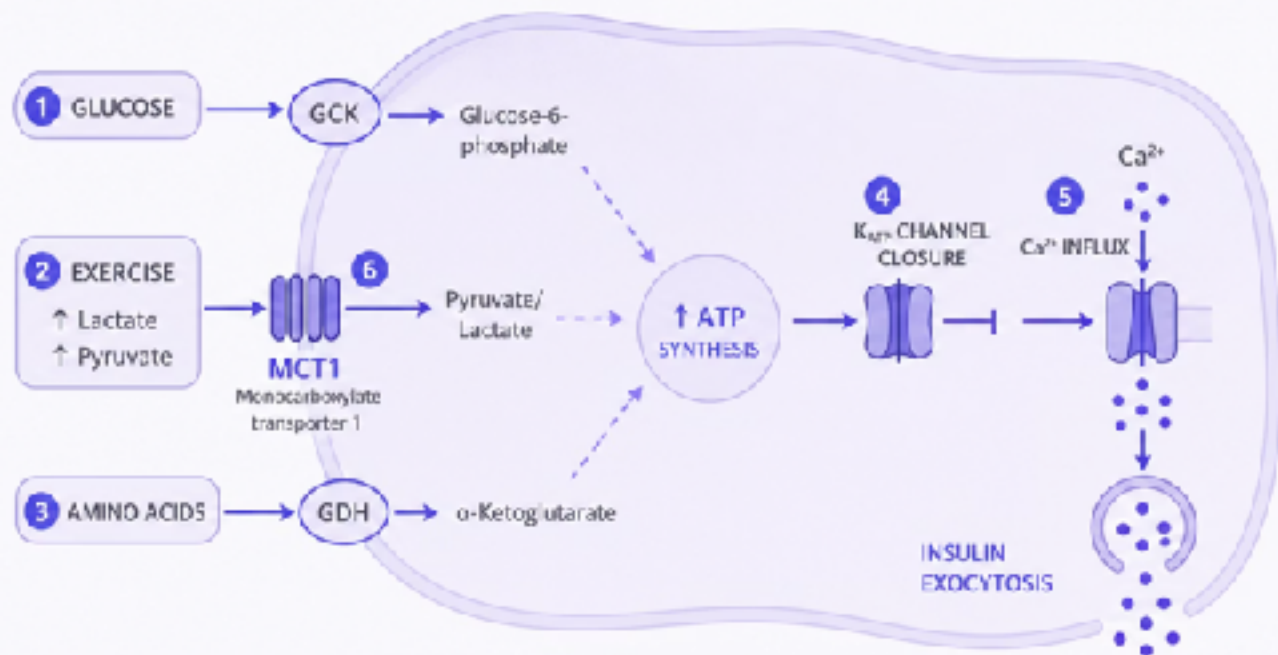 1 GLUCOSE
GCK
Glucose-6-
phosphate
2 EXERCISE
↑ Lactate
↑ Pyruvate
6
MCT1
Monocarboxylate
transporter 1
Pyruvate/
Lactate
3 AMINO ACIDS
GDH
α-Ketoglutarate
↑ ATP
SYNTHESIS
4
K CHANNEL
CLOSURE
5
Ca²⁺ INFLUX
Ca²⁺
INSULIN
EXOCYTOSIS